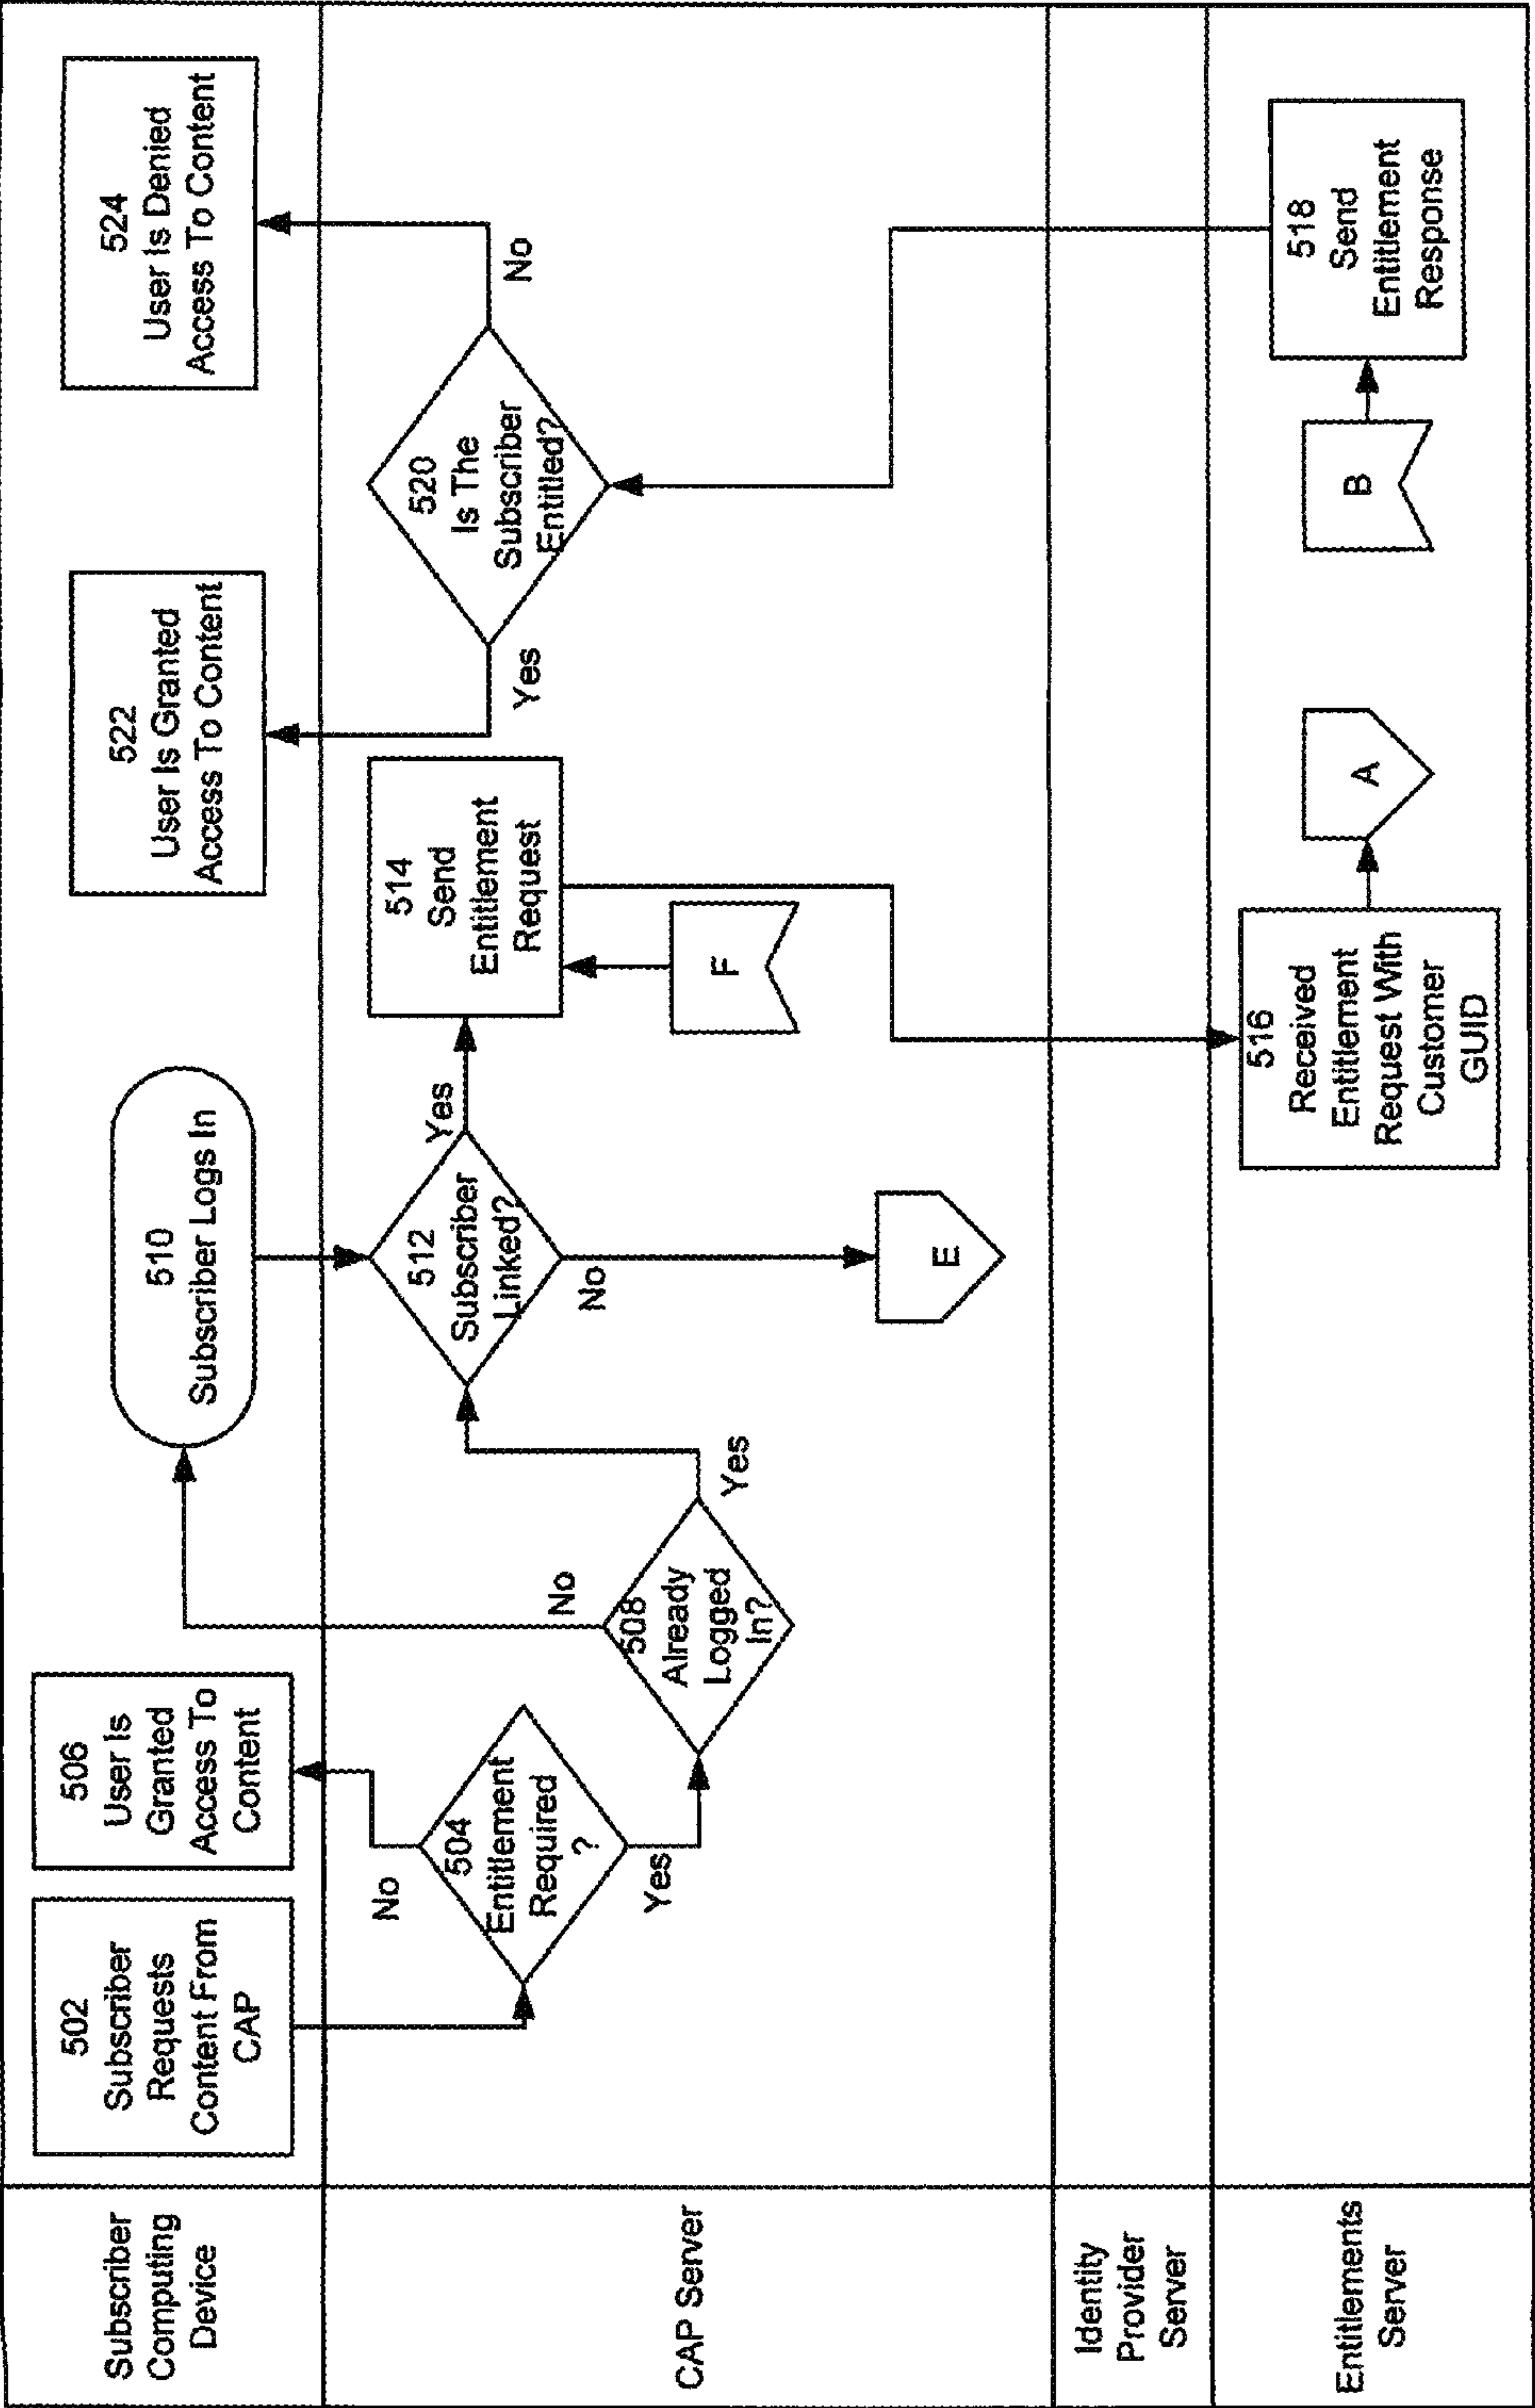 Subscriber
Computing
Device
502
Subscriber
Requests
Content From
CAP
506
User Is
Granted
Access To
Content
510
Subscriber Logs In
522
User Is Granted
Access To Content
524
User Is Denied
Access To Content
CAP Server
504
Entitlement
Required
?
No
Yes
508
Already
Logged
In?
No
Yes
512
Subscriber
Linked?
Yes
No
E
514
Send
Entitlement
Request
F
520
Is The
Subscriber
Entitled?
Yes
No
Identity
Provider
Server
Entitlements
Server
516
Received
Entitlement
Request With
Customer
GUID
A
B
518
Send
Entitlement
Response